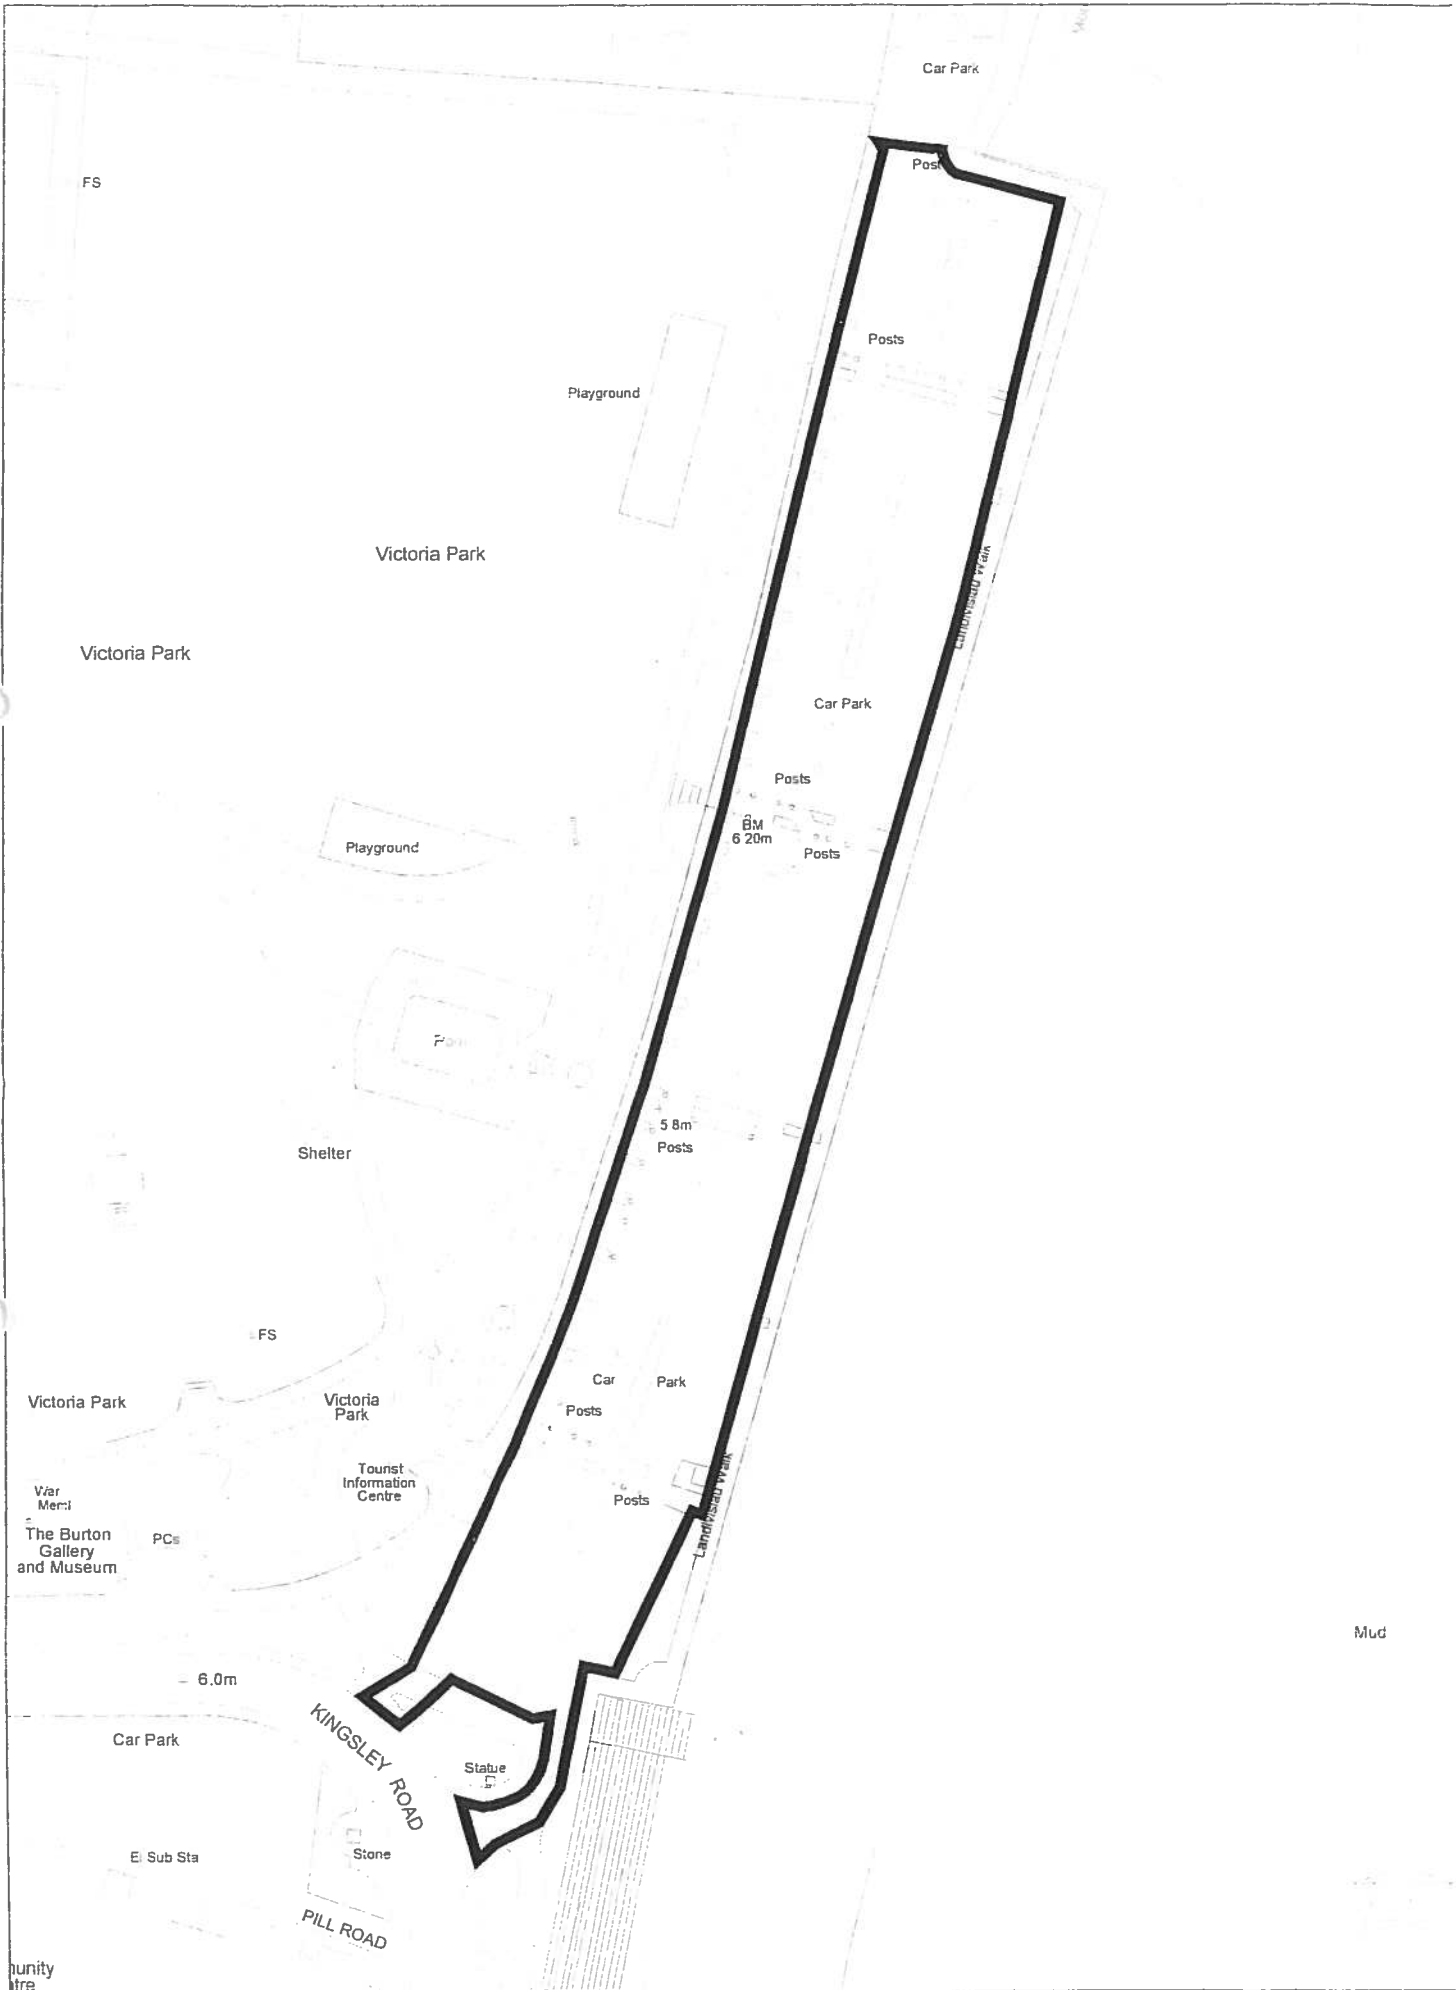 Car Park
Post
FS
Posts
Playground
Victoria Park
Landivisiau Walk
Victoria Park
Car Park
Posts
BM
6 20m
Posts
Playground
5 8m
Posts
Shelter
FS
Car Park
Victoria Park
Victoria
Park
Posts
Tourist
Information
Centre
Posts
War
Meml
The Burton
Gallery
and Museum
PCs
Landivisiau Walk
Mud
6.0m
KINGSLEY ROAD
Car Park
Statue
El Sub Sta
Stone
PILL ROAD